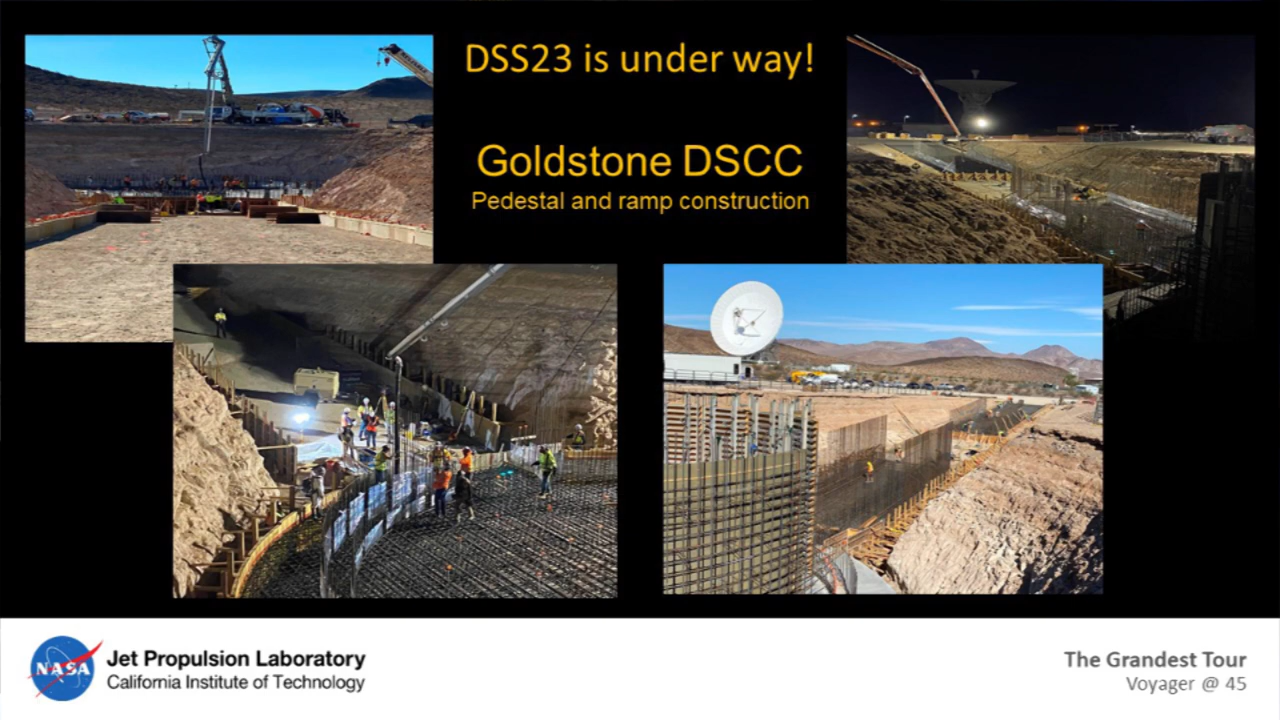 DSS23 is under way!
Goldstone DSCC
Pedestal and ramp construction
NASA
Jet Propulsion Laboratory
California Institute of Technology
The Grandest Tour
Voyager @ 45